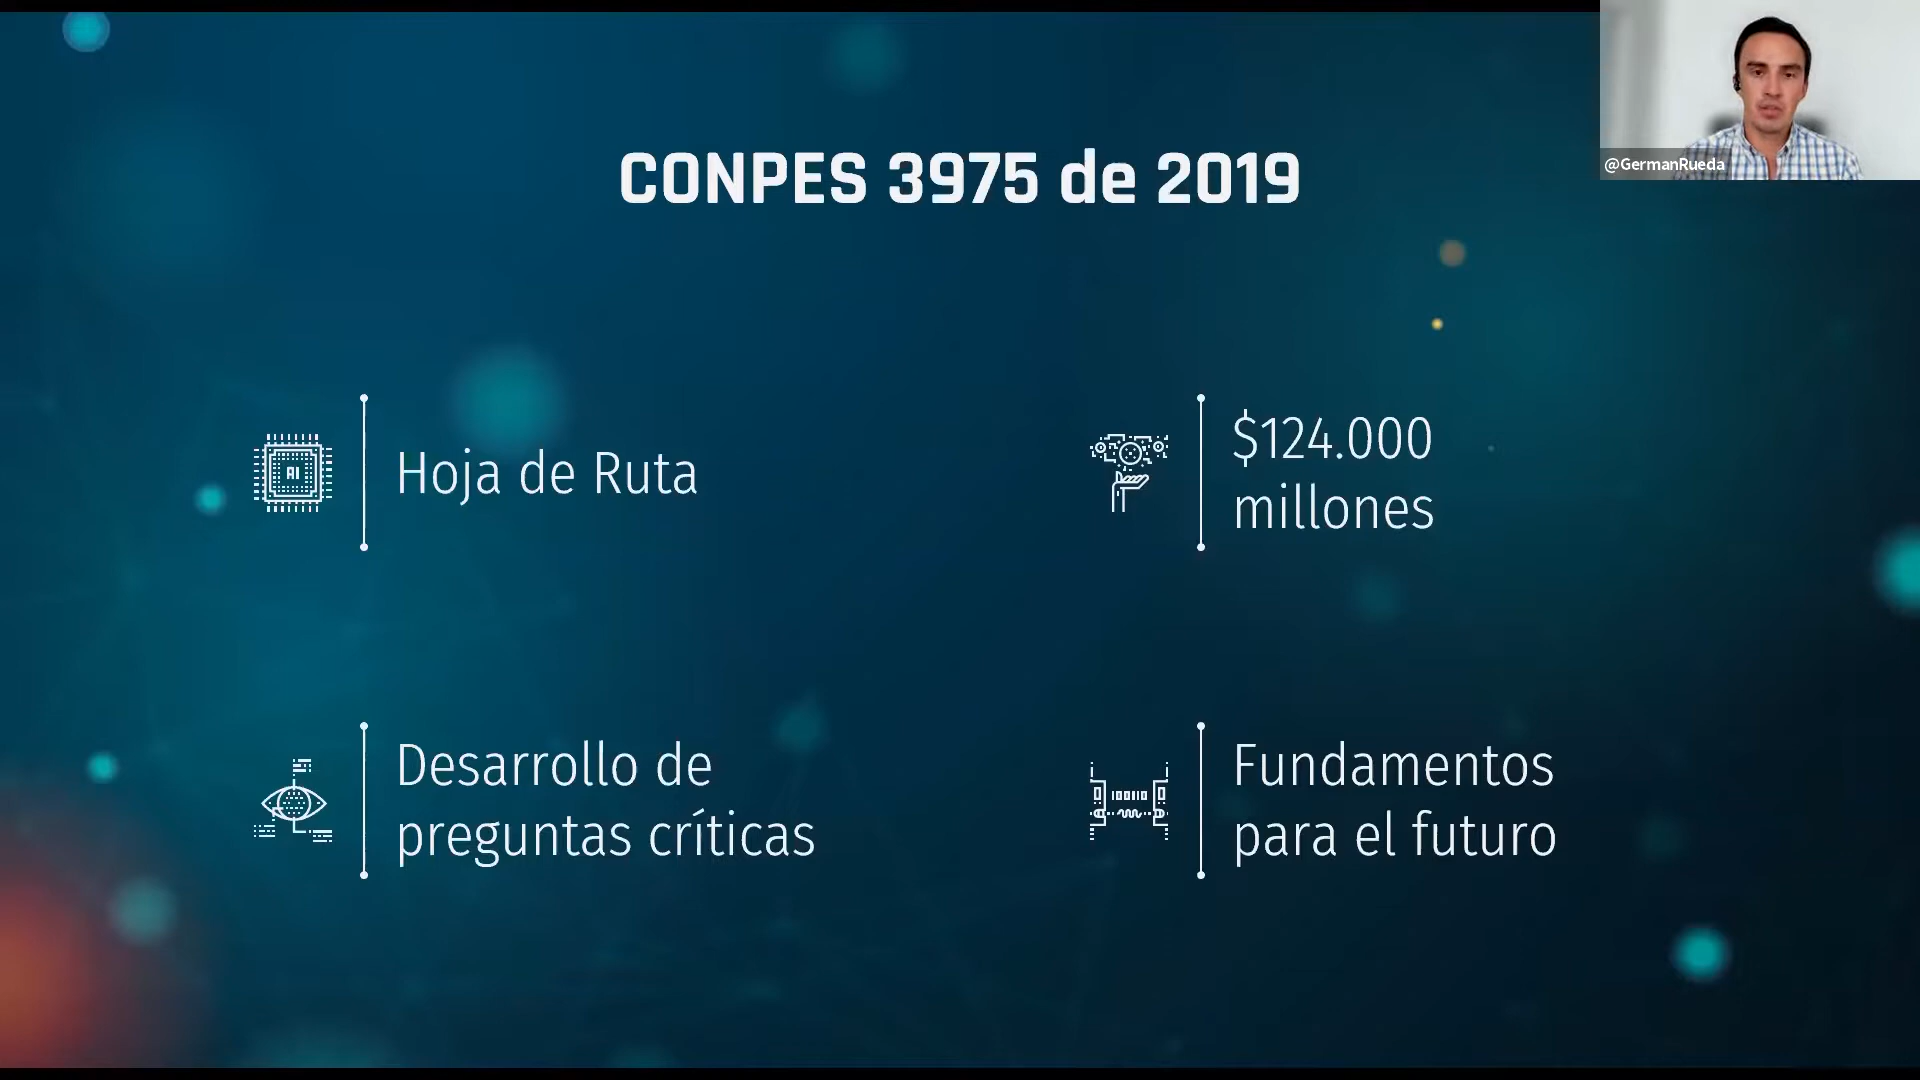 @GermanRueda
CONPES 3975 de 2019
AI
Hoja de Ruta
$124.000
millones
Desarrollo de
preguntas críticas
Fundamentos
para el futuro